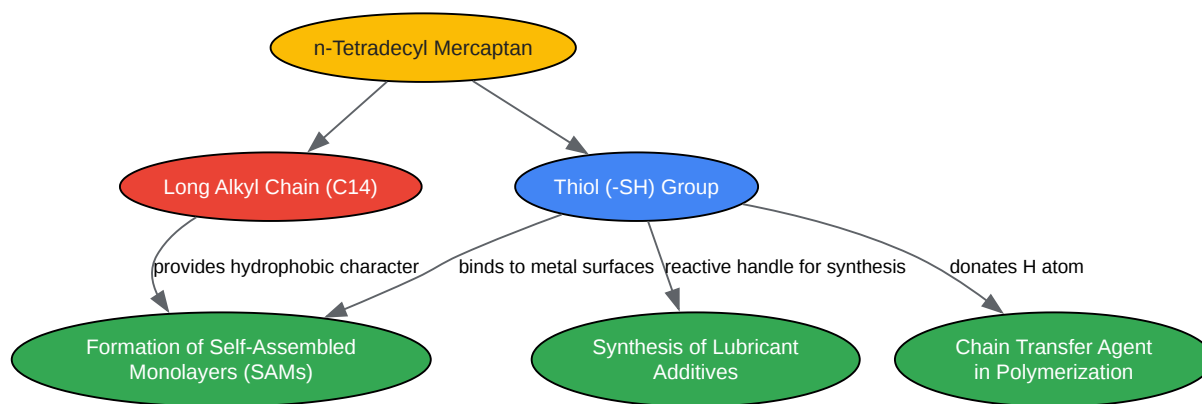 n-Tetradecyl Mercaptan
Long Alkyl Chain (C14)
Thiol (-SH) Group
provides hydrophobic character
binds to metal surfaces
reactive handle for synthesis
donates H atom
Formation of Self-Assembled
Monolayers (SAMs)
Synthesis of Lubricant
Additives
Chain Transfer Agent
in Polymerization